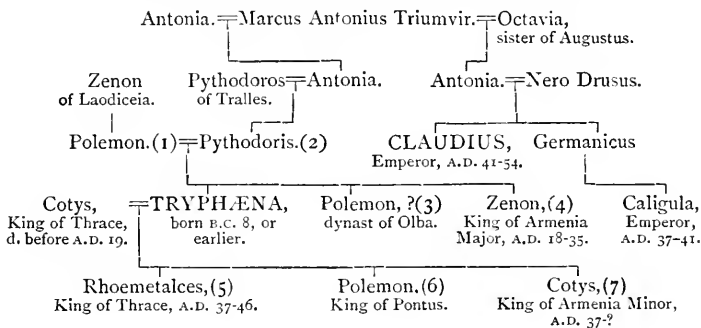 Antonia. Marcus Antonius Triumvir. Octavia,
sister of Augustus.
Zenon
of Laodiceia.
Pythodoros Antonia.
of Tralles.
Antonia. Nero Drusus.
Polemon.(1) Pythodoris.(2)
CLAUDIUS,
Emperor, A.D. 41-54.
Germanicus
Cotys,
King of Thrace,
d. before A.D. 19.
TRYPHÆNA,
born B.C. 8, or
earlier.
Polemon, ?(3)
dynast of Olba.
Zenon,(4)
King of Armenia
Major, A.D. 18-35.
Caligula,
Emperor,
A.D. 37-41.
Rhoemetalces,(5)
King of Thrace, A.D. 37-46.
Polemon,(6)
King of Pontus.
Cotys,(7)
King of Armenia Minor,
A.D. 37-?